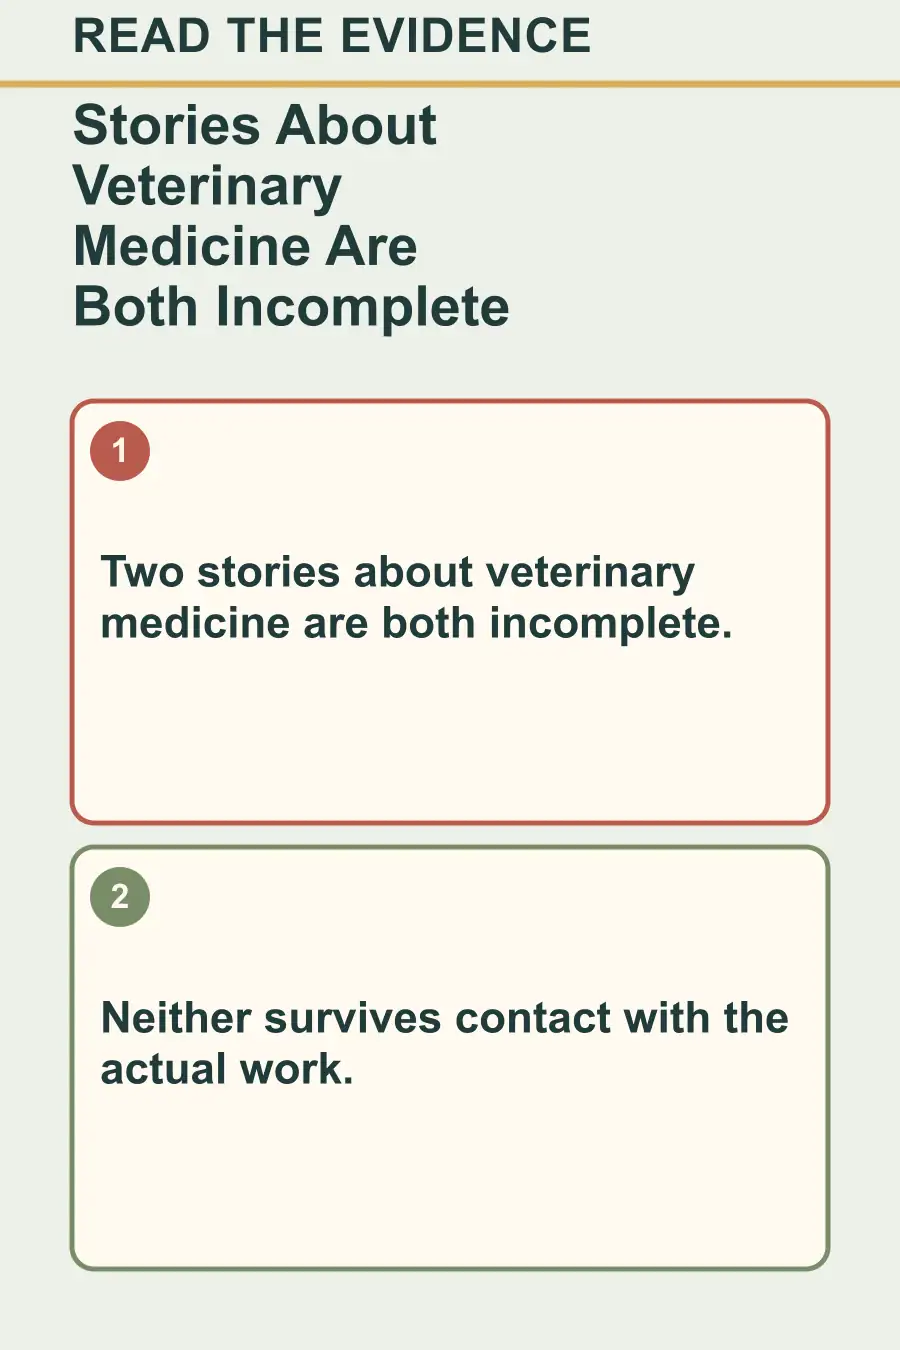 READ THE EVIDENCE
Stories About
Veterinary
Medicine Are
Both Incomplete
1
Two stories about veterinary
medicine are both incomplete.
2
Neither survives contact with the
actual work.